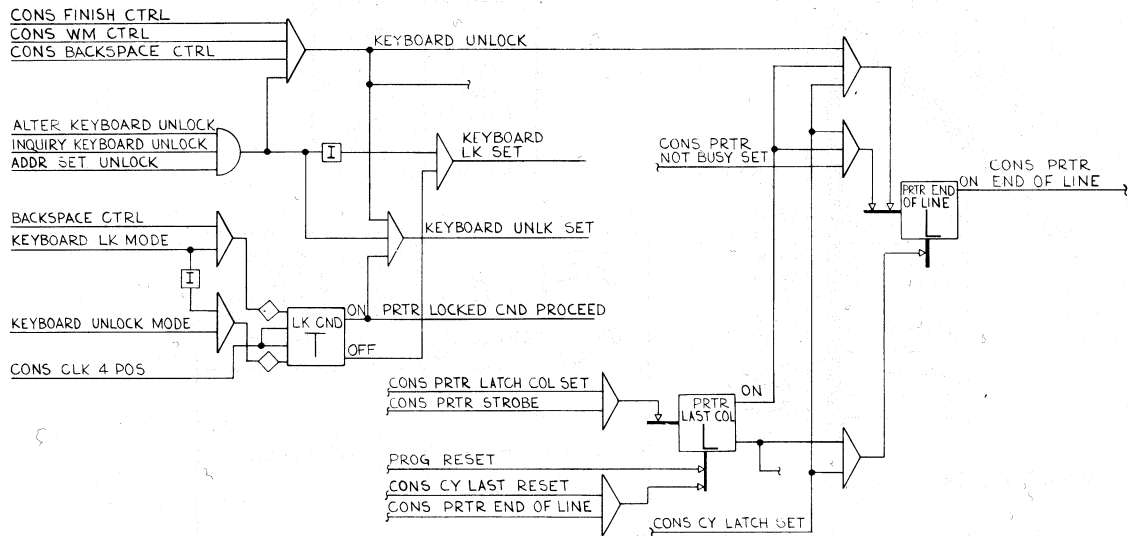 CONS FINISH CTRL
CONS WM CTRL
CONS BACKSPACE CTRL
KEYBOARD UNLOCK
ALTER KEYBOARD UNLOCK
INQUIRY KEYBOARD UNLOCK
ADDR SET UNLOCK
I
KEYBOARD
LK SET
CONS PRTR
NOT BUSY SET
CONS PRTR
ON END OF LINE
PRTR END
OF LINE
L
BACKSPACE CTRL
KEYBOARD LK MODE
I
KEYBOARD UNLK SET
KEYBOARD UNLOCK MODE
CONS CLK 4 POS
LK CND
T
ON
PRTR LOCKED CND PROCEED
OFF
CONS PRTR LATCH COL SET
CONS PRTR STROBE
ON
PRTR
LAST COL
L
PROG RESET
CONS CY LAST RESET
CONS PRTR END OF LINE
CONS CY LATCH SET